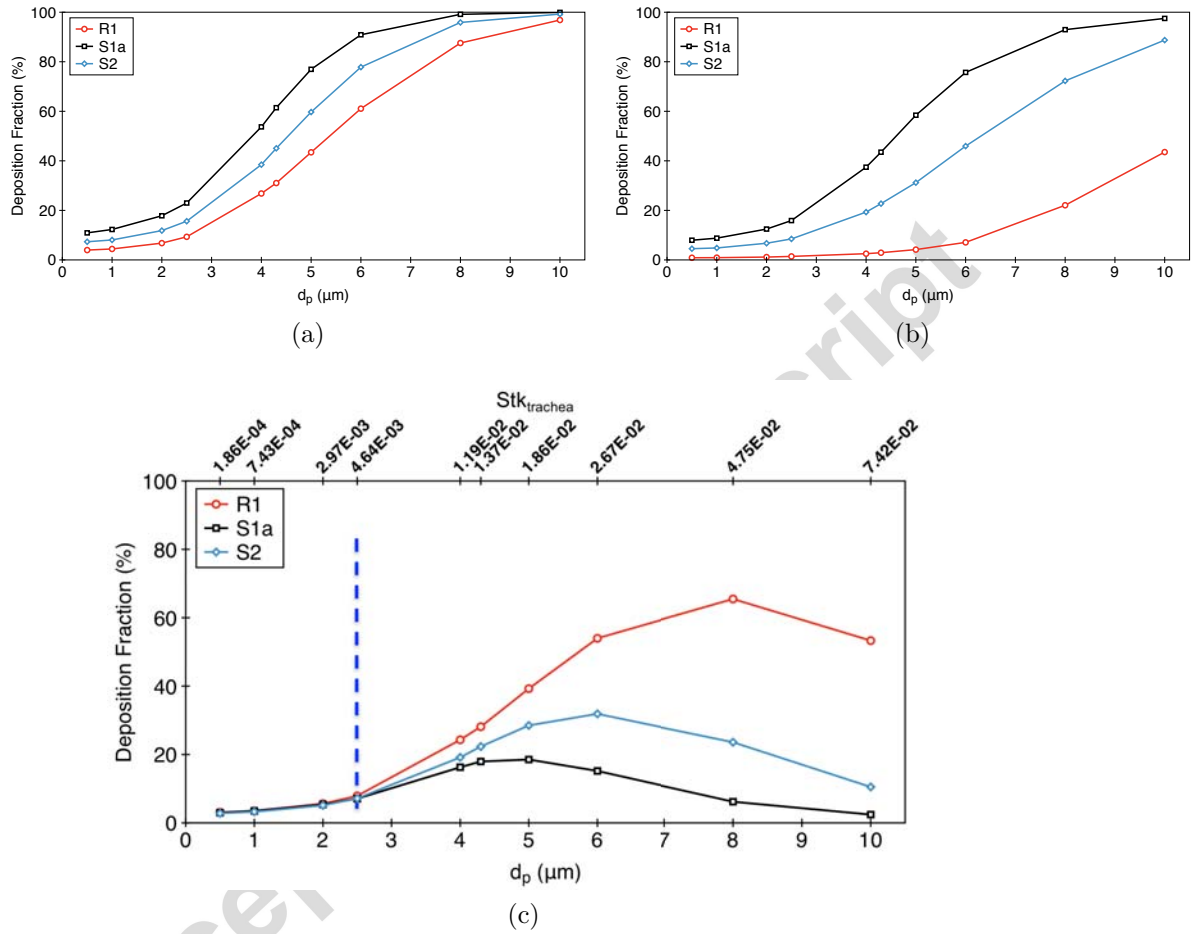 100
80
60
40
20
0
Deposition Fraction (%)
R1
S1a
S2
0 1 2 3 4 5 6 7 8 9 10
dp (μm)
(a)
100
80
60
40
20
0
Deposition Fraction (%)
R1
S1a
S2
0 1 2 3 4 5 6 7 8 9 10
dp (μm)
(b)
Stktrachea
1.86E-04
7.43E-04
2.97E-03
4.64E-03
1.19E-02
1.37E-02
1.86E-02
2.67E-02
4.75E-02
7.42E-02
100
80
60
40
20
0
Deposition Fraction (%)
R1
S1a
S2
0 1 2 3 4 5 6 7 8 9 10
dp (μm)
(c)